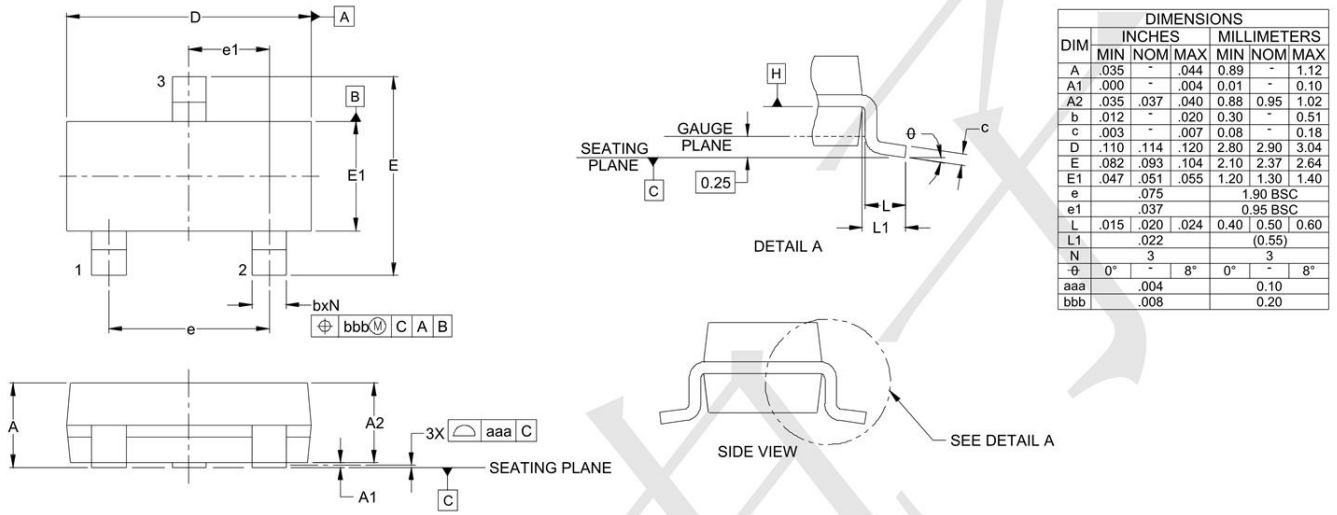 D
A
e1
3
B
E1
E
1
2
bxN
e
⌖ bbbⓂ C A B
A
A2
3X ⌓ aaa C
SEATING PLANE
A1
C
H
GAUGE
PLANE
SEATING
PLANE
C
0.25
θ
c
L
L1
DETAIL A
SIDE VIEW
SEE DETAIL A
DIMENSIONS
DIM INCHES MILLIMETERS
MIN NOM MAX MIN NOM MAX
A .035 - .044 0.89 - 1.12
A1 .000 - .004 0.01 - 0.10
A2 .035 .037 .040 0.88 0.95 1.02
b .012 - .020 0.30 - 0.51
c .003 - .007 0.08 - 0.18
D .110 .114 .120 2.80 2.90 3.04
E .082 .093 .104 2.10 2.37 2.64
E1 .047 .051 .055 1.20 1.30 1.40
e .075 1.90 BSC
e1 .037 0.95 BSC
L .015 .020 .024 0.40 0.50 0.60
L1 .022 (0.55)
N 3 3
θ 0° - 8° 0° - 8°
aaa .004 0.10
bbb .008 0.20